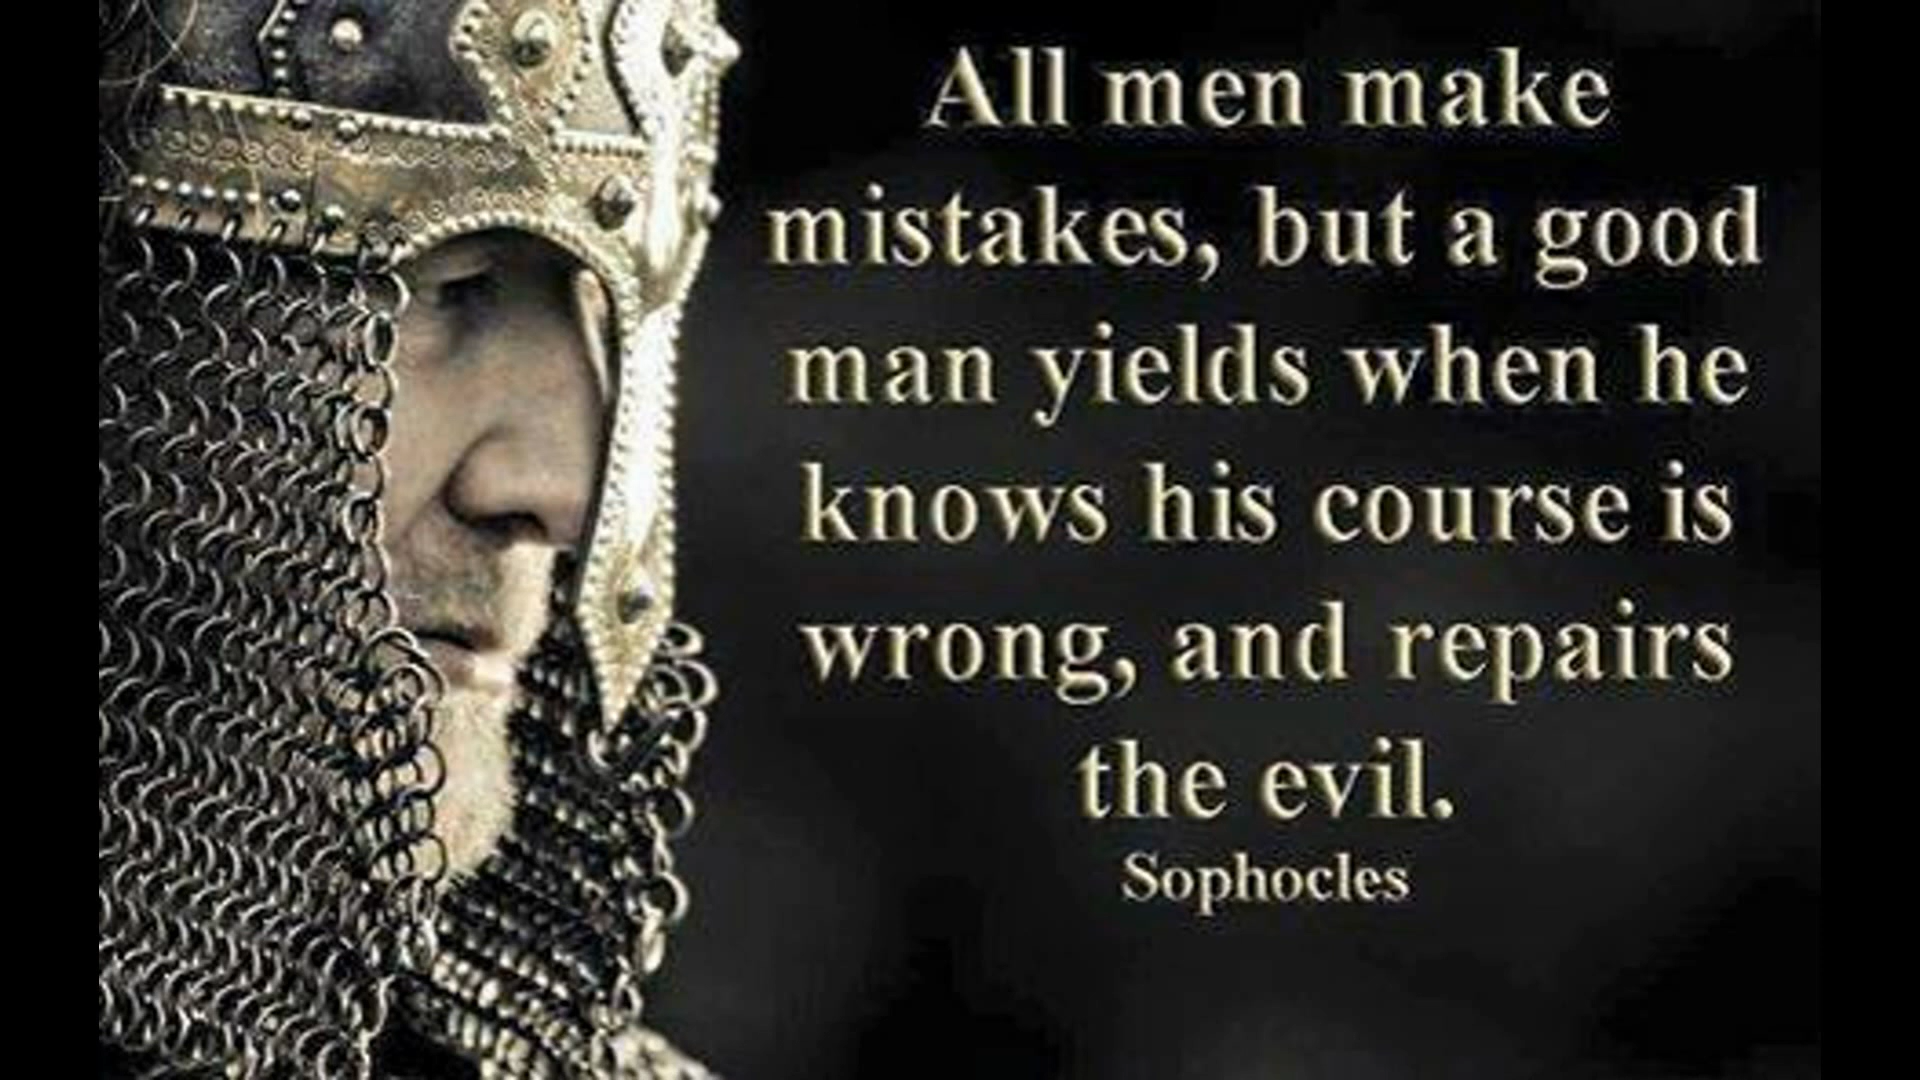 All men make
mistakes, but a good
man yields when he
knows his course is
wrong, and repairs
the evil.
Sophocles